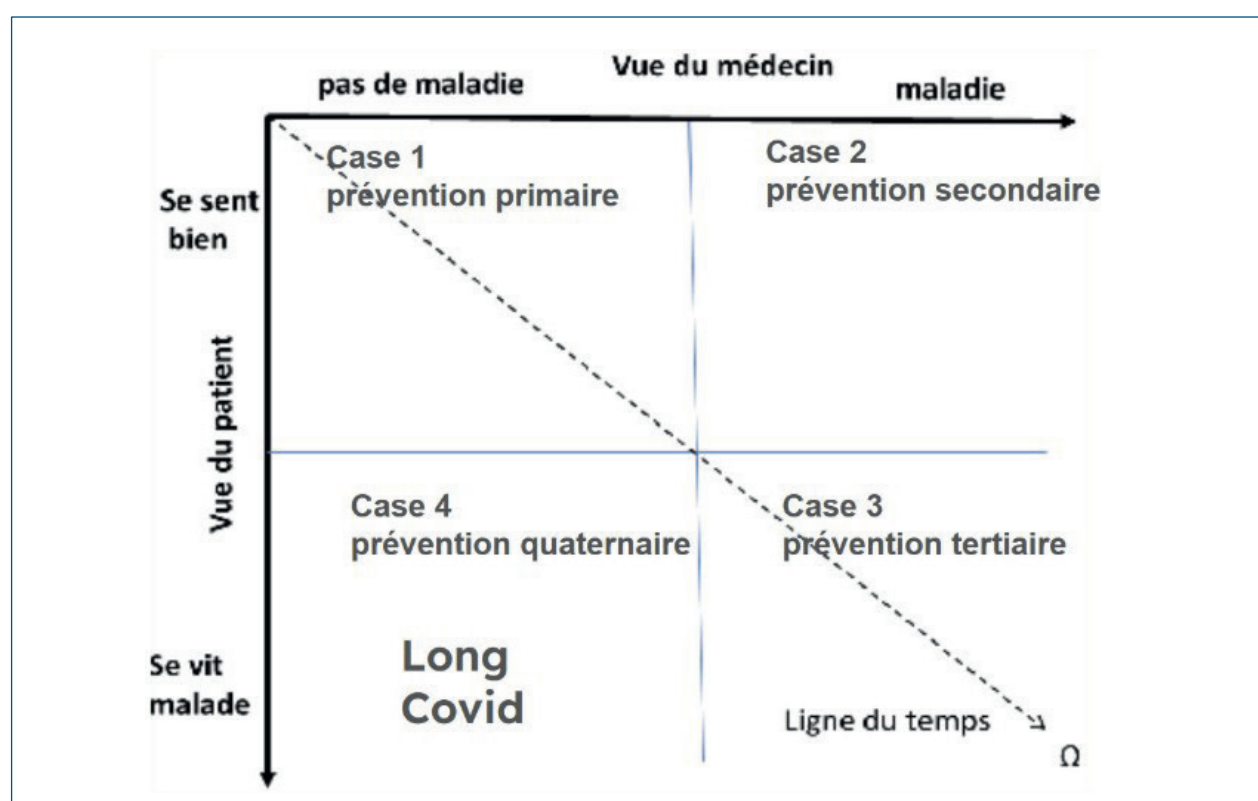 Vue du médecin
pas de maladie
maladie
Case 1
prévention primaire
Case 2
prévention secondaire
Se sent
bien
Vue du patient
Case 4
prévention quaternaire
Case 3
prévention tertiaire
Long
Covid
Se vit
malade
Ligne du temps
Ω